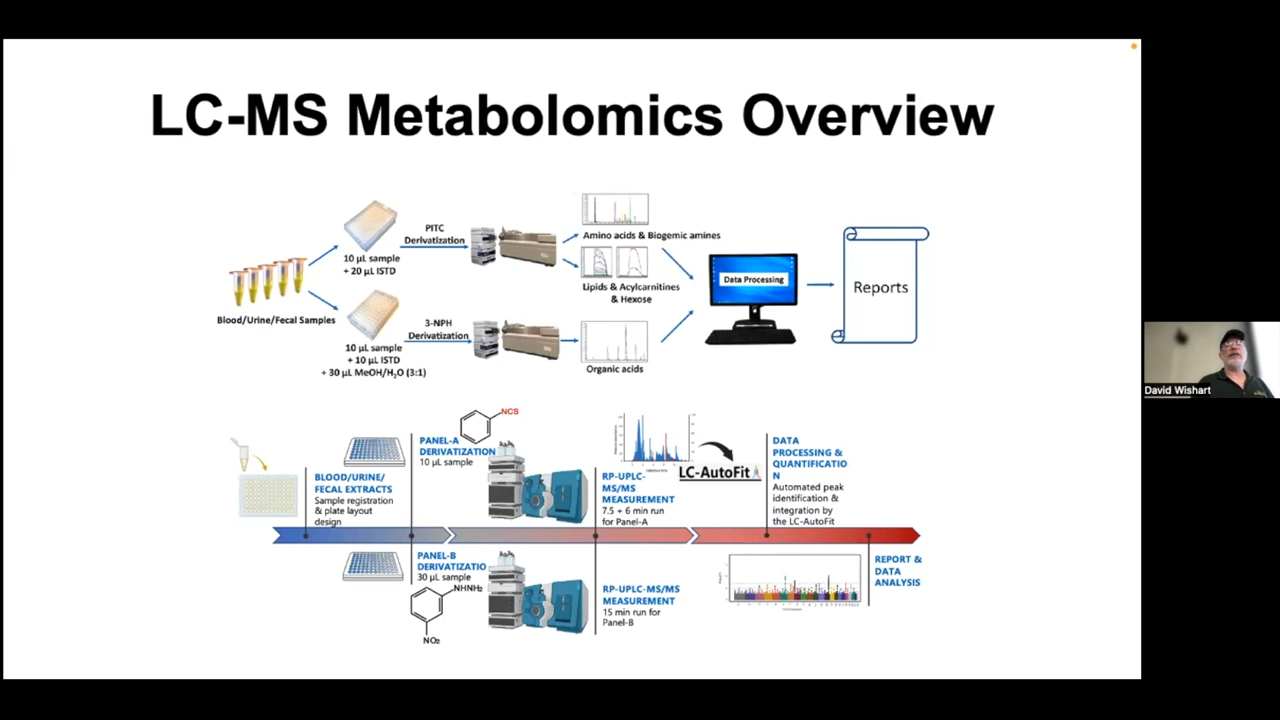 LC-MS Metabolomics Overview
Blood/Urine/Fecal Samples
10 µL sample
+ 20 µL ISTD
PITC
Derivatization
Amino acids & Biogemic amines
Lipids & Acylcarnitines
& Hexose
10 µL sample
+ 10 µL ISTD
+ 30 µL MeOH/H₂O (3:1)
3-NPH
Derivatization
Organic acids
Data Processing
Reports
David Wishart
BLOOD/URINE/
FECAL EXTRACTS
Sample registration
& plate layout
design
PANEL-A
DERIVATIZATION
10 µL sample
NCS
RP-UPLC-
MS/MS
MEASUREMENT
7.5 + 6 min run
for Panel-A
LC-AutoFit
DATA
PROCESSING &
QUANTIFICATIO
N
Automated peak
identification &
integration by
the LC-AutoFit
PANEL-B
DERIVATIZATIO
30 µL sample
NHNH₂
NO₂
RP-UPLC-MS/MS
MEASUREMENT
15 min run for
Panel-B
REPORT &
DATA
ANALYSIS